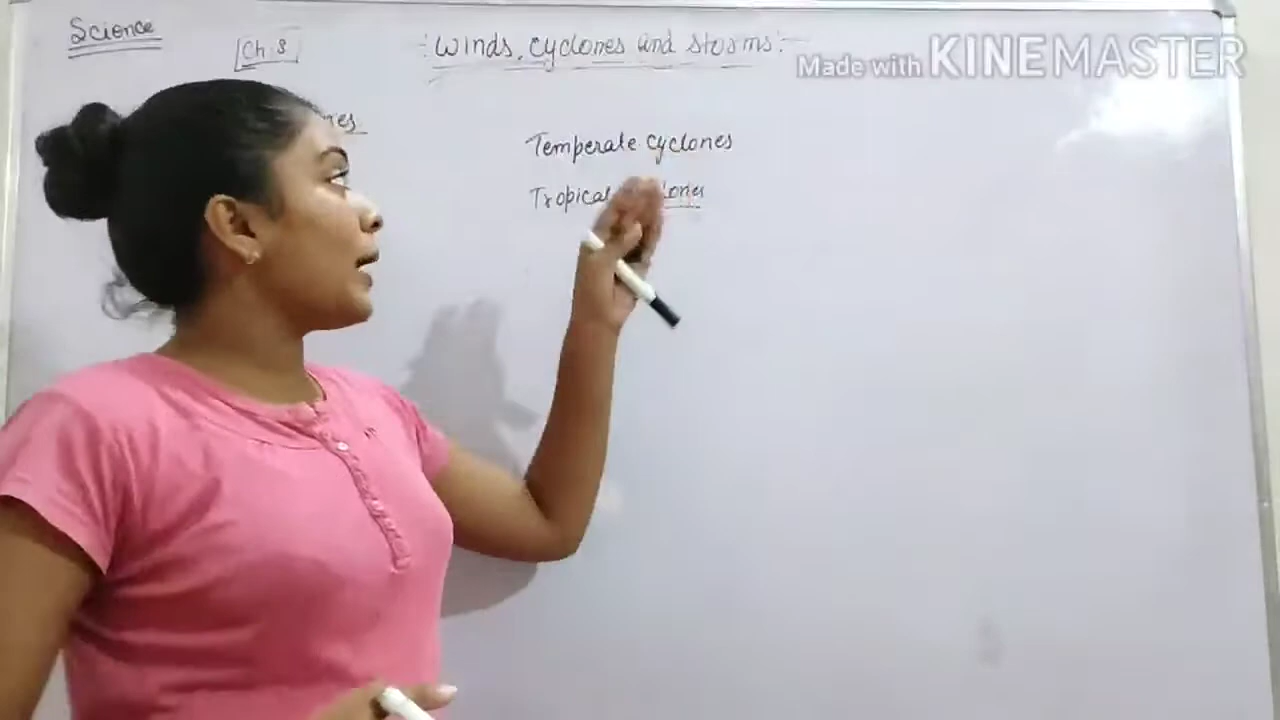 Science
Ch. 8
:Winds, cyclones and storms:-
Made with KINEMASTER
Temperate cyclones
Tropical